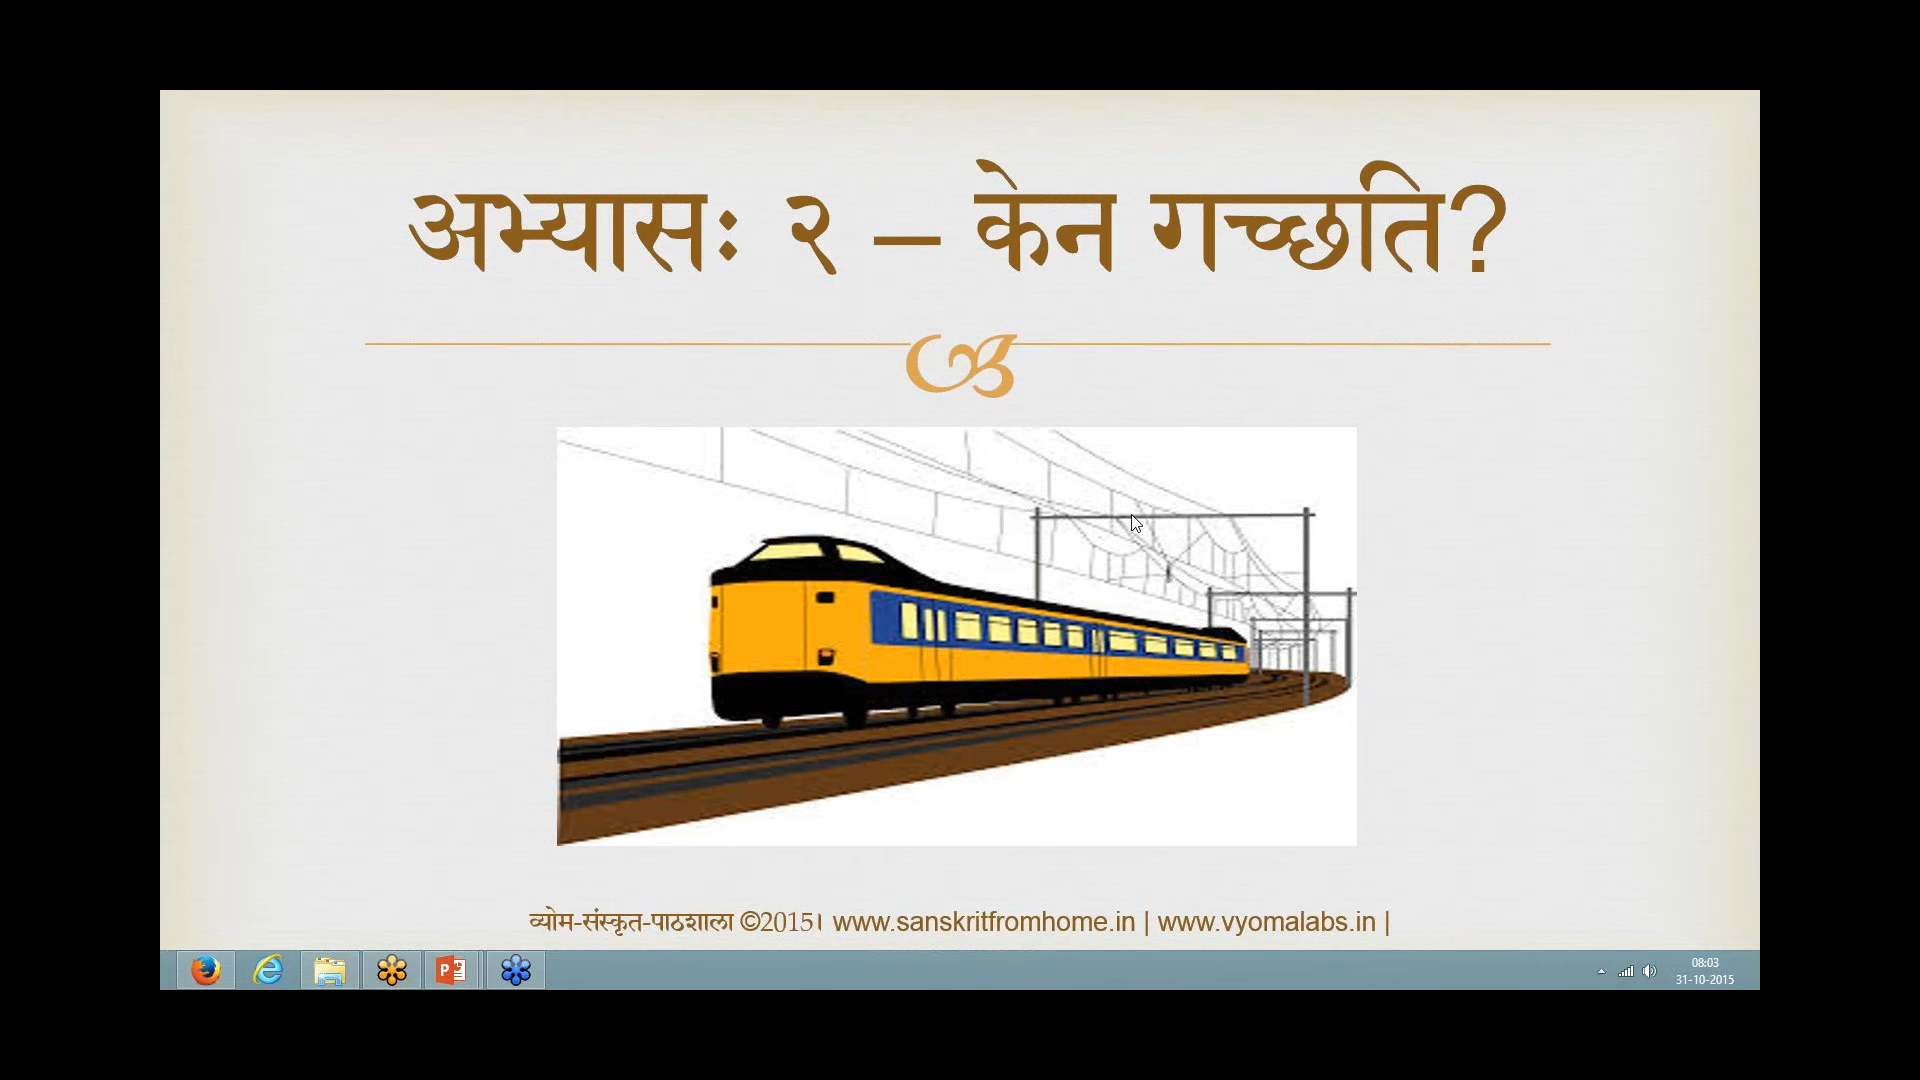 अभ्यासः २ – केन गच्छति?
व्योम-संस्कृत-पाठशाला ©2015। www.sanskritfromhome.in | www.vyomalabs.in |
08:03
31-10-2015